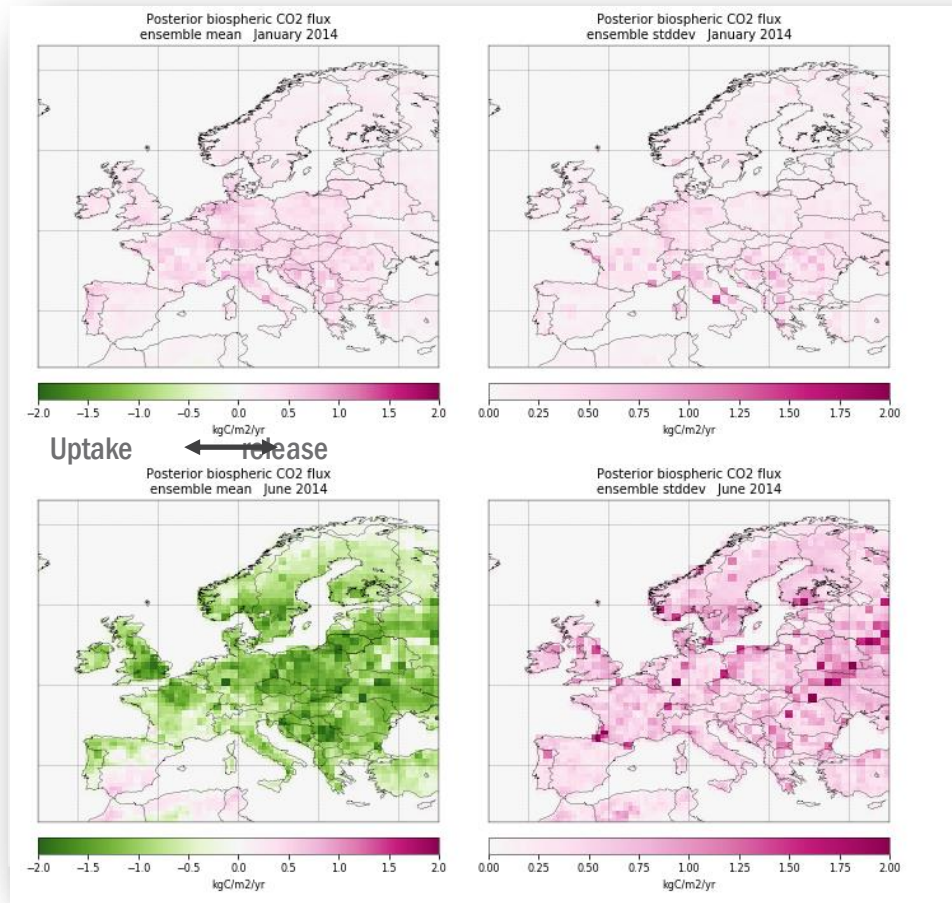 Posterior biospheric CO2 flux
ensemble mean   January 2014
Posterior biospheric CO2 flux
ensemble stddev   January 2014
−2.0 −1.5 −1.0 −0.5 0.0 0.5 1.0 1.5 2.0
kgC/m2/yr
0.00 0.25 0.50 0.75 1.00 1.25 1.50 1.75 2.00
kgC/m2/yr
Uptake release
Posterior biospheric CO2 flux
ensemble mean   June 2014
Posterior biospheric CO2 flux
ensemble stddev   June 2014
−2.0 −1.5 −1.0 −0.5 0.0 0.5 1.0 1.5 2.0
kgC/m2/yr
0.00 0.25 0.50 0.75 1.00 1.25 1.50 1.75 2.00
kgC/m2/yr